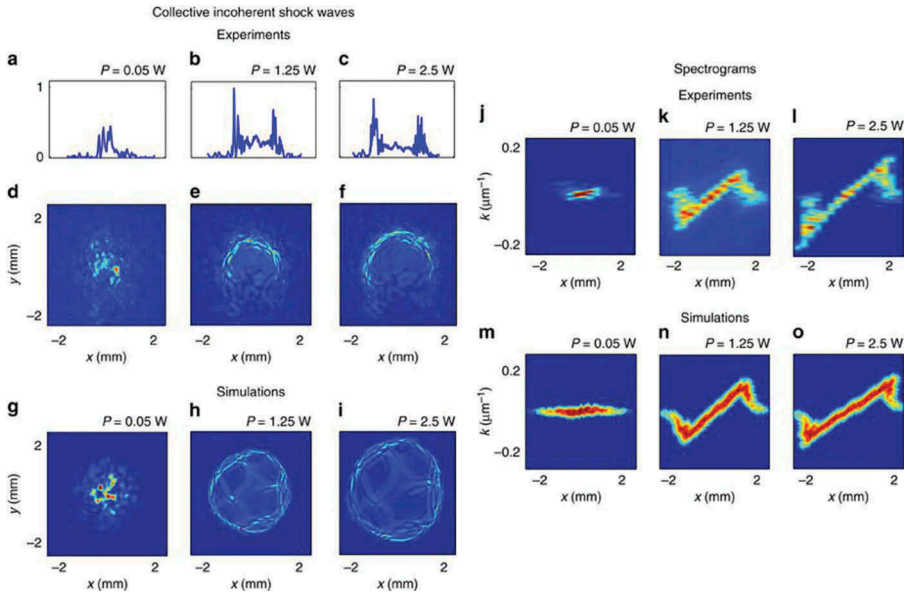 Collective incoherent shock waves
Experiments
a P = 0.05 W b P = 1.25 W c P = 2.5 W
1
0
d e f
2
y (mm)
−2
−2 2 −2 2 −2 2
x (mm) x (mm) x (mm)
Simulations
g P = 0.05 W h P = 1.25 W i P = 2.5 W
2
y (mm)
−2
−2 2 −2 2 −2 2
x (mm) x (mm) x (mm)
Spectrograms
Experiments
j P = 0.05 W k P = 1.25 W l P = 2.5 W
0.2
k (μm⁻¹)
−0.2
−2 2 −2 2 −2 2
x (mm) x (mm) x (mm)
Simulations
m P = 0.05 W n P = 1.25 W o P = 2.5 W
0.2
k (μm⁻¹)
−0.2
−2 2 −2 2 −2 2
x (mm) x (mm) x (mm)